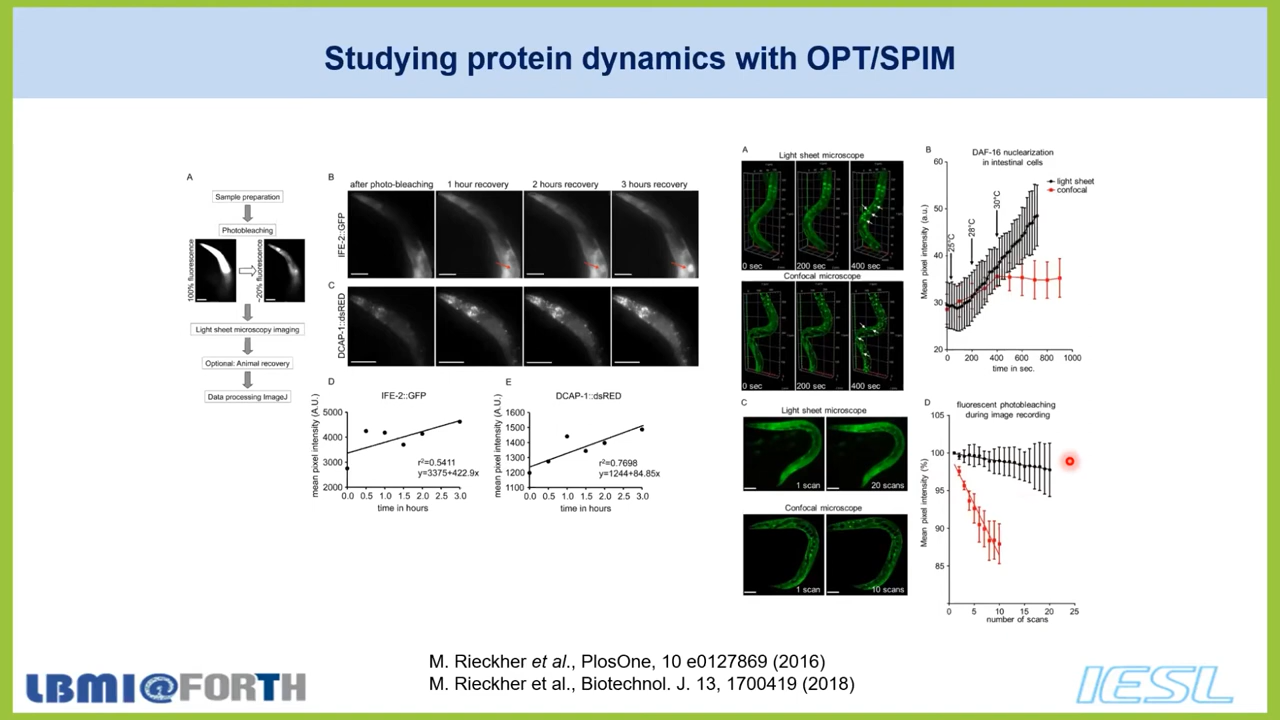 Studying protein dynamics with OPT/SPIM
A
Sample preparation
Photobleaching
100% fluorescence
~20% fluorescence
Light sheet microscopy imaging
Optional: Animal recovery
Data processing ImageJ
B
after photo-bleaching
1 hour recovery
2 hours recovery
3 hours recovery
IFE-2::GFP
C
DCAP-1::dsRED
D
IFE-2::GFP
mean pixel intensity (A.U.)
5000
4000
3000
2000
r²=0.5411
y=3375+422.9x
0.0 0.5 1.0 1.5 2.0 2.5 3.0
time in hours
E
DCAP-1::dsRED
mean pixel intensity (A.U.)
1600
1500
1400
1300
1200
1100
r²=0.7698
y=1244+84.85x
0.0 0.5 1.0 1.5 2.0 2.5 3.0
time in hours
A
Light sheet microscope
0 sec
200 sec
400 sec
Confocal microscope
0 sec
200 sec
400 sec
B
DAF-16 nuclearization
in intestinal cells
light sheet
confocal
Mean pixel intensity (a.u.)
60
50
40
30
20
25°C
28°C
30°C
0 200 400 600 800 1000
time in sec.
C
Light sheet microscope
1 scan
20 scans
Confocal microscope
1 scan
10 scans
D
fluorescent photobleaching
during image recording
Mean pixel intensity (%)
105
100
95
90
85
0 5 10 15 20 25
number of scans
M. Rieckher et al., PlosOne, 10 e0127869 (2016)
M. Rieckher et al., Biotechnol. J. 13, 1700419 (2018)
LBMI@FORTH
IESL